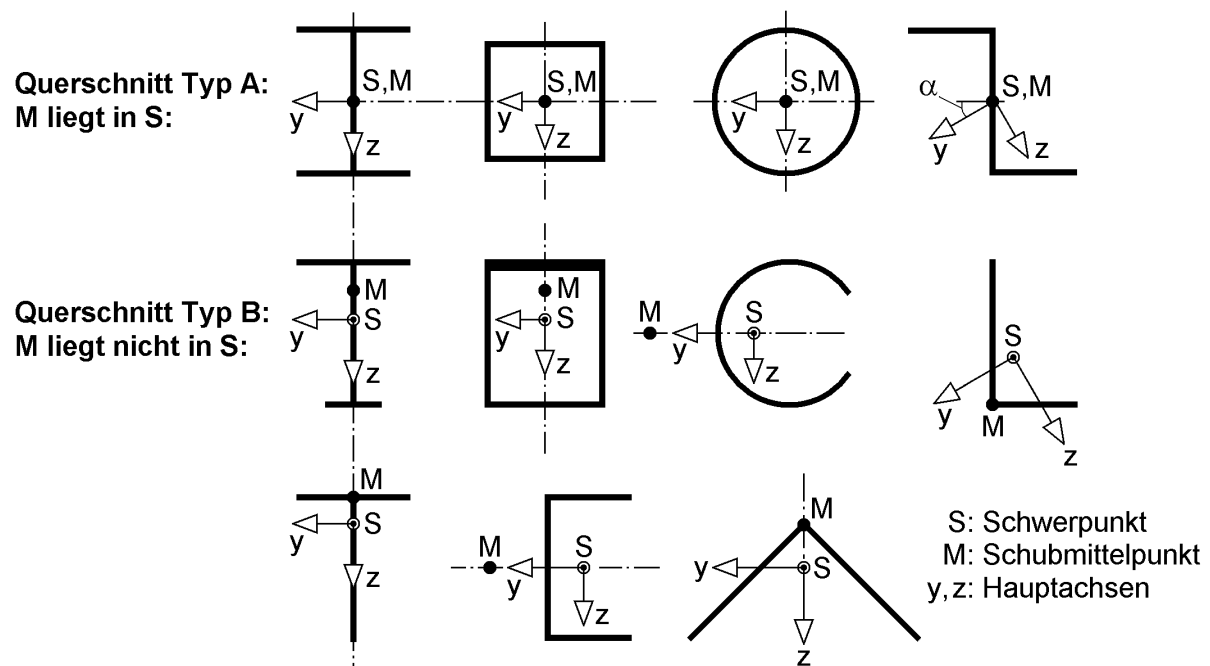 Querschnitt Typ A:
M liegt in S:
S,M
y
z
S,M
y
z
S,M
y
z
α
S,M
y
z
Querschnitt Typ B:
M liegt nicht in S:
M
S
y
z
M
S
y
z
M
S
y
z
S
y
M
z
M
S
y
z
M
S
y
z
M
y
S
z
S: Schwerpunkt
M: Schubmittelpunkt
y,z: Hauptachsen